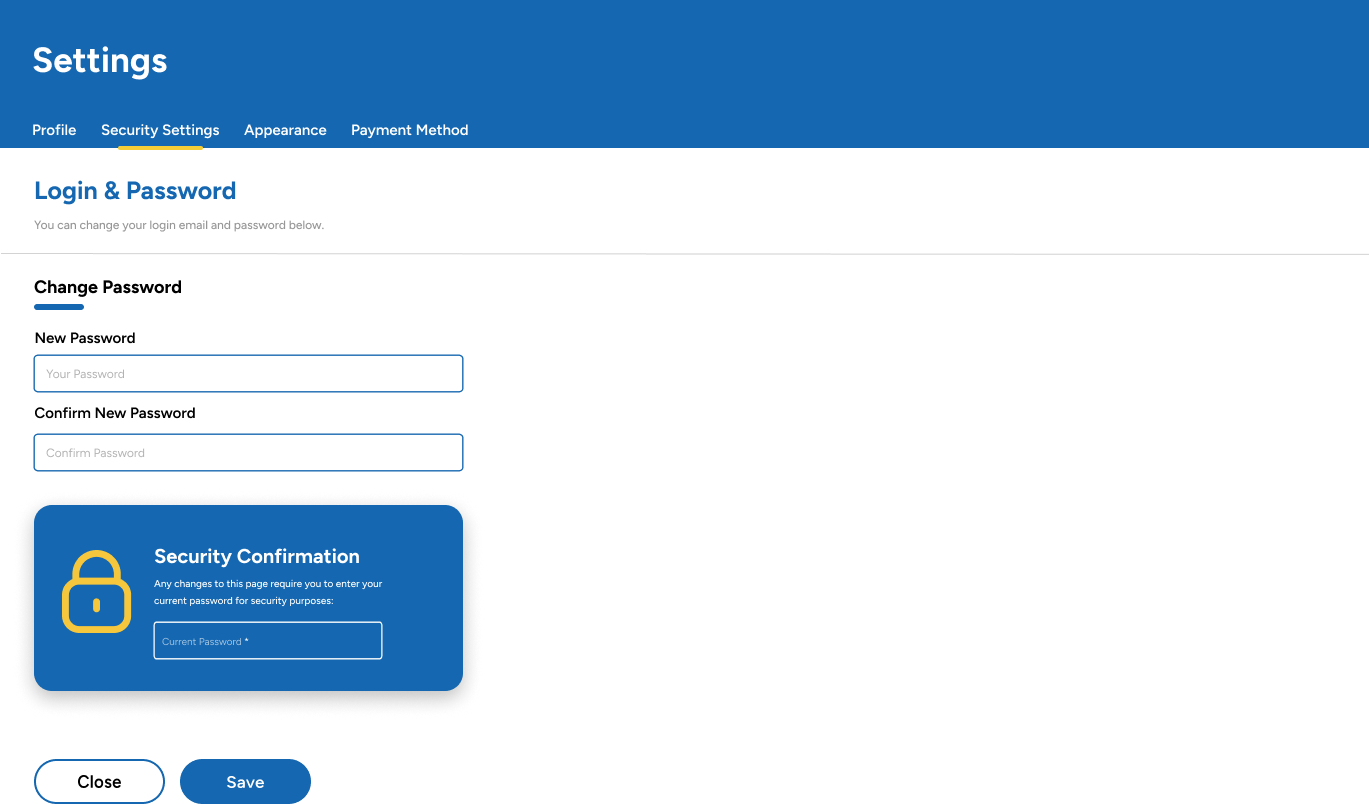 Settings
Profile
Security Settings
Appearance
Payment Method
Login & Password
You can change your login email and password below.
Change Password
New Password
Your Password
Confirm New Password
Confirm Password
Security Confirmation
Any changes to this page require you to enter your
current password for security purposes:
Current Password *
Close
Save